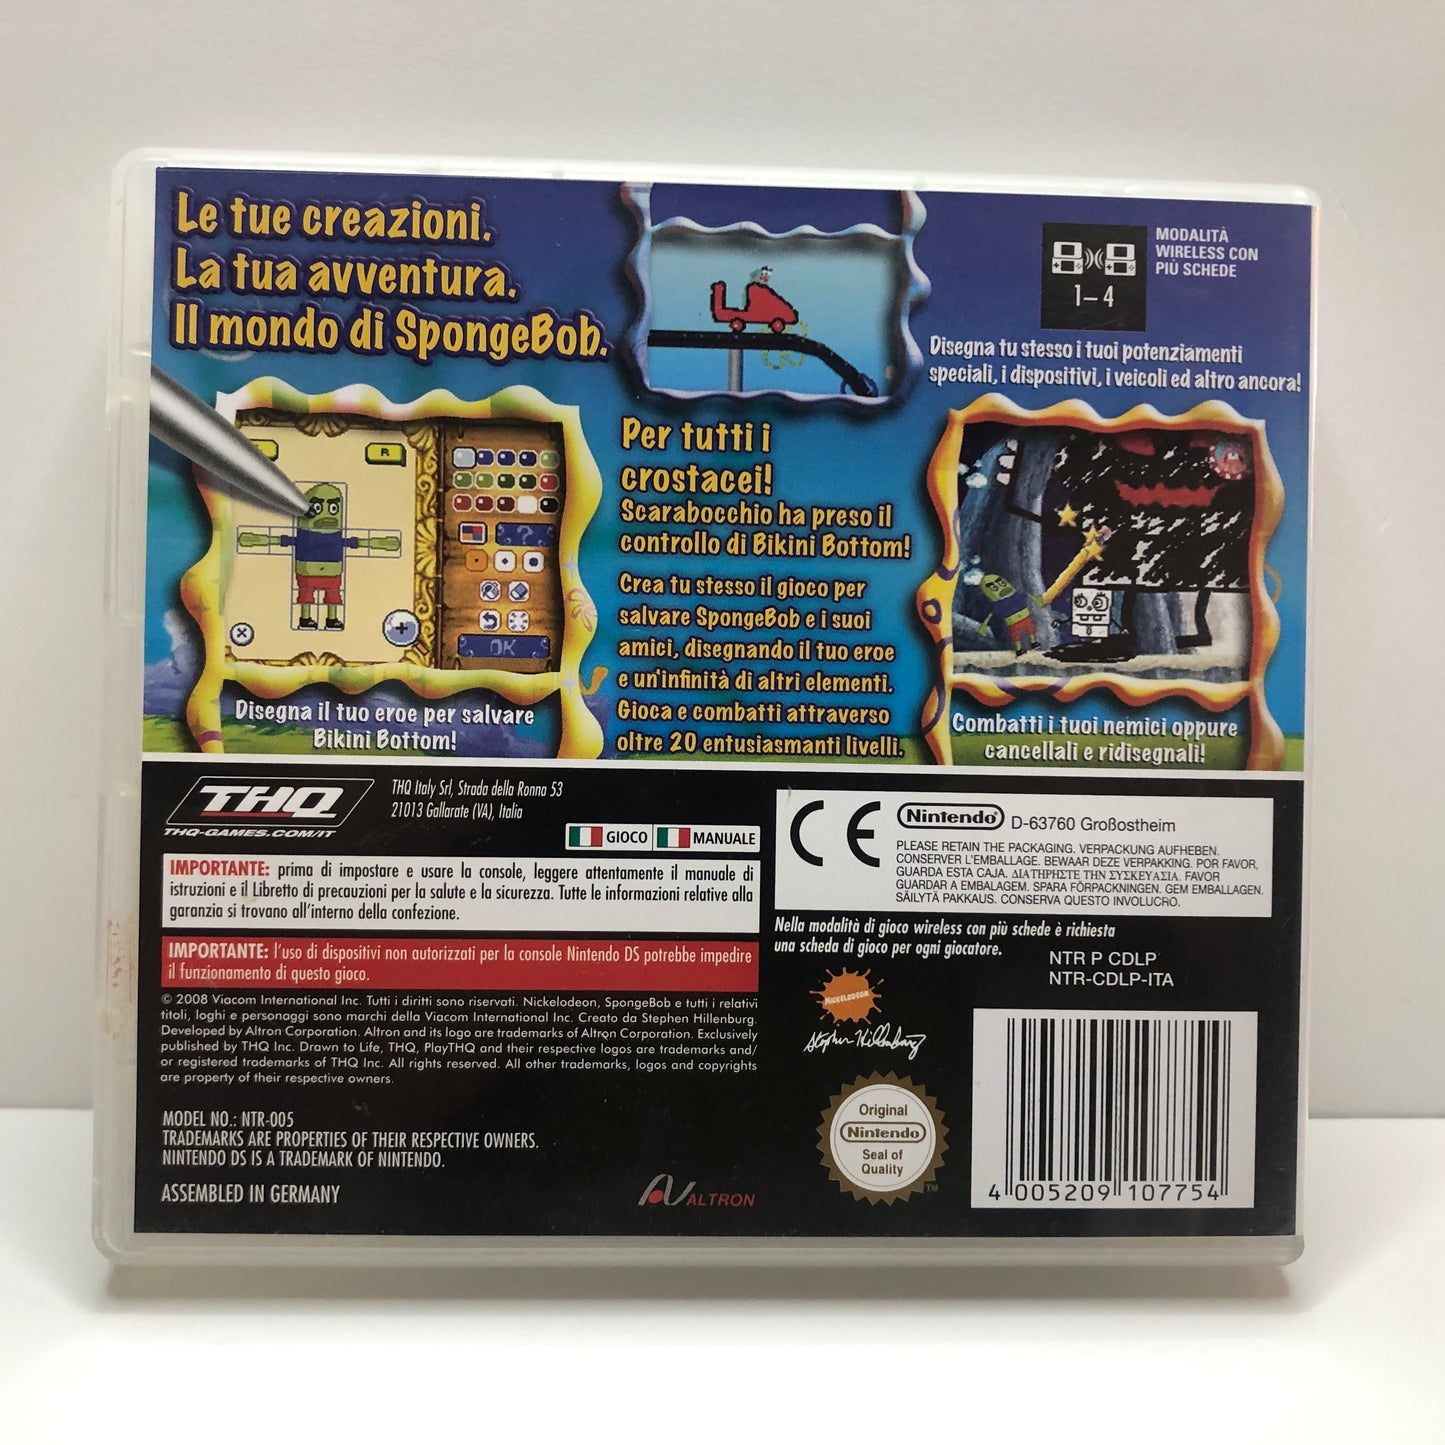 Le tue creazioni.
La tua avventura.
Il mondo di SpongeBob.
MODALITÀ
WIRELESS CON
PIÙ SCHEDE
1-4
Disegna tu stesso i tuoi potenziamenti
speciali, i dispositivi, i veicoli ed altro ancora!
R
OK
Disegna il tuo eroe per salvare
Bikini Bottom!
Per tutti i
crostacei!
Scarabocchio ha preso il
controllo di Bikini Bottom!
Crea tu stesso il gioco per
salvare SpongeBob e i suoi
amici, disegnando il tuo eroe
e un'infinità di altri elementi.
Gioca e combatti attraverso
oltre 20 entusiasmanti livelli.
Combatti i tuoi nemici oppure
cancellali e ridisegnali!
THQ
THQ-GAMES.COM/IT
THQ Italy Srl, Strada della Ronna 53
21013 Gallarate (VA), Italia
GIOCO MANUALE
IMPORTANTE: prima di impostare e usare la console, leggere attentamente il manuale di
istruzioni e il Libretto di precauzioni per la salute e la sicurezza. Tutte le informazioni relative alla
garanzia si trovano all'interno della confezione.
IMPORTANTE: l'uso di dispositivi non autorizzati per la console Nintendo DS potrebbe impedire
il funzionamento di questo gioco.
© 2008 Viacom International Inc. Tutti i diritti sono riservati. Nickelodeon, SpongeBob e tutti i relativi
titoli, loghi e personaggi sono marchi della Viacom International Inc. Creato da Stephen Hillenburg.
Developed by Altron Corporation. Altron and its logo are trademarks of Altron Corporation. Exclusively
published by THQ Inc. Drawn to Life, THQ, PlayTHQ and their respective logos are trademarks and/
or registered trademarks of THQ Inc. All rights reserved. All other trademarks, logos and copyrights
are property of their respective owners.
MODEL NO.: NTR-005
TRADEMARKS ARE PROPERTIES OF THEIR RESPECTIVE OWNERS.
NINTENDO DS IS A TRADEMARK OF NINTENDO.
ASSEMBLED IN GERMANY
ALTRON
CE
Nintendo D-63760 Großostheim
PLEASE RETAIN THE PACKAGING. VERPACKUNG AUFHEBEN.
CONSERVER L'EMBALLAGE. BEWAAR DEZE VERPAKKING. POR FAVOR,
GUARDA ESTA CAJA. ΔΙΑΤΗΡΗΣΤΕ ΤΗΝ ΣΥΣΚΕΥΑΣΙΑ. FAVOR
GUARDAR A EMBALAGEM. SPARA FÖRPACKNINGEN. GEM EMBALLAGEN.
SÄILYTÄ PAKKAUS. CONSERVA QUESTO INVOLUCRO.
Nella modalità di gioco wireless con più schede è richiesta
una scheda di gioco per ogni giocatore.
NTR P CDLP
NTR-CDLP-ITA
NICKELODEON
Stephen Hillenburg
Original
Nintendo
Seal of
Quality
TM
4 005209 107754